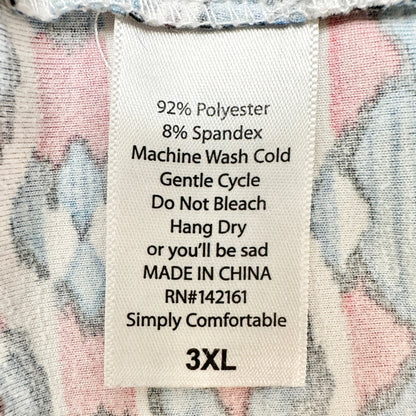 92% Polyester
8% Spandex
Machine Wash Cold
Gentle Cycle
Do Not Bleach
Hang Dry
or you'll be sad
MADE IN CHINA
RN#142161
Simply Comfortable
3XL